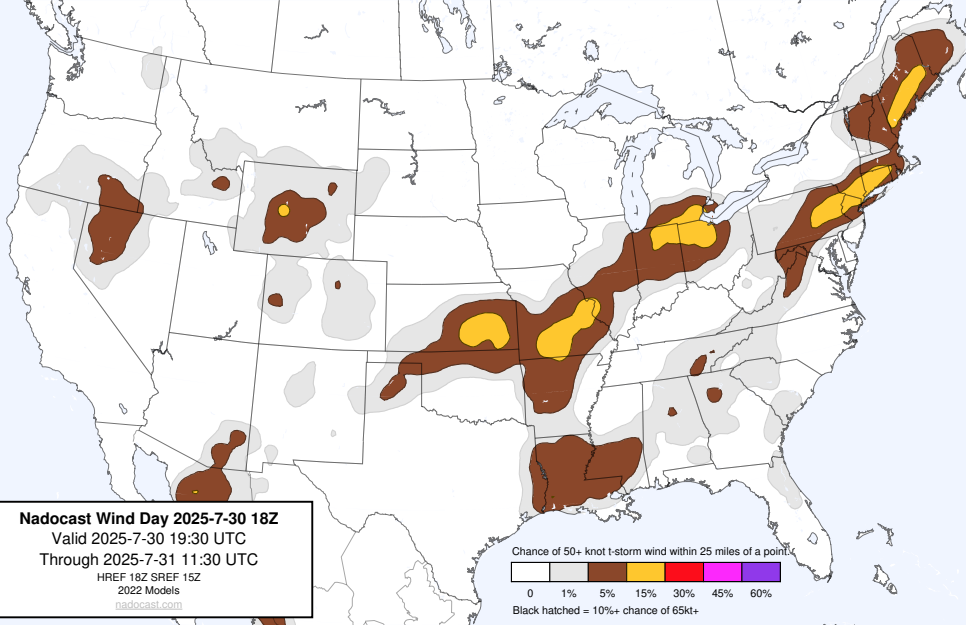 Nadocast Wind Day 2025-7-30 18Z
Valid 2025-7-30 19:30 UTC
Through 2025-7-31 11:30 UTC
HREF 18Z SREF 15Z
2022 Models
nadocast.com
Chance of 50+ knot t-storm wind within 25 miles of a point.
0 1% 5% 15% 30% 45% 60%
Black hatched = 10%+ chance of 65kt+